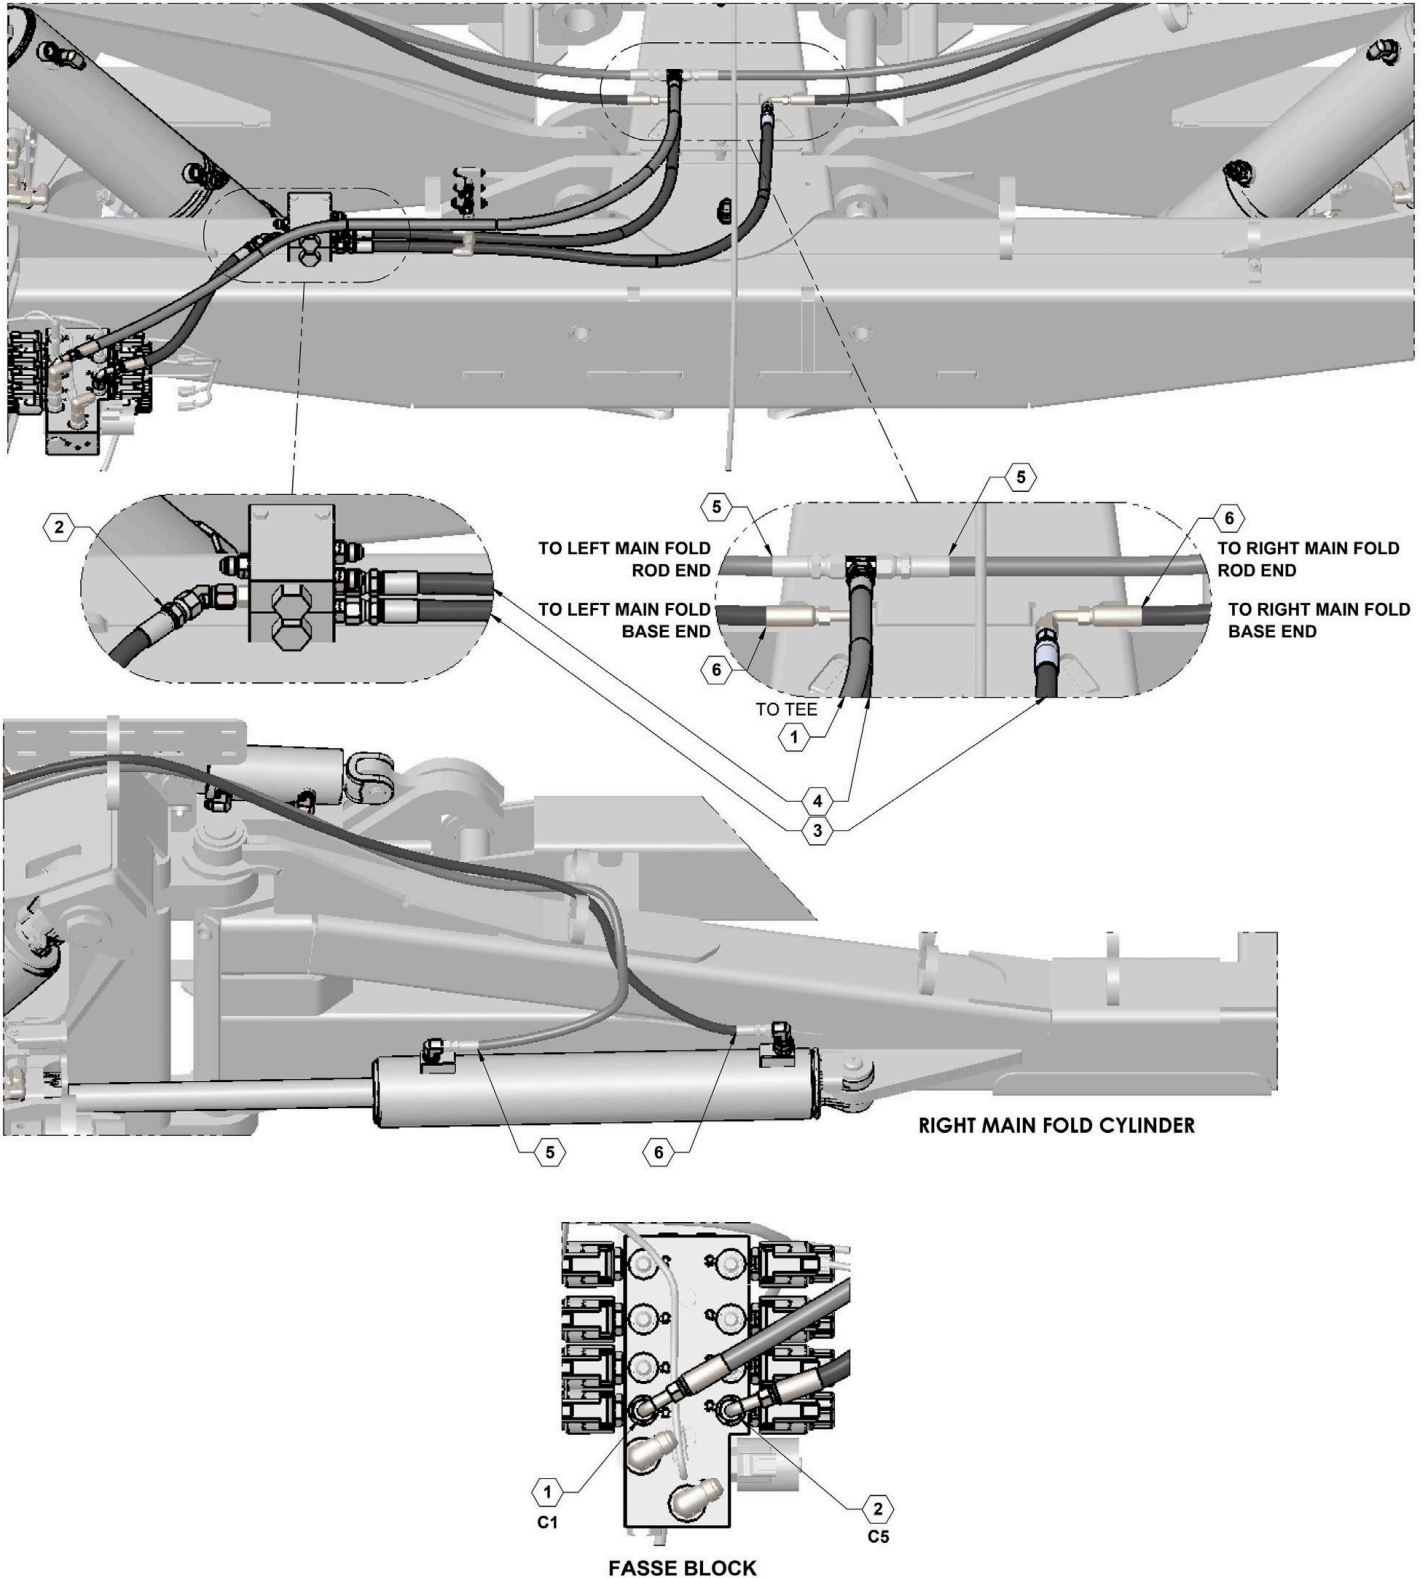 5
5
2
6
TO LEFT MAIN FOLD
ROD END
TO RIGHT MAIN FOLD
ROD END
TO LEFT MAIN FOLD
BASE END
TO RIGHT MAIN FOLD
BASE END
6
TO TEE
1
4
3
RIGHT MAIN FOLD CYLINDER
5
6
1
C1
2
C5
FASSE BLOCK